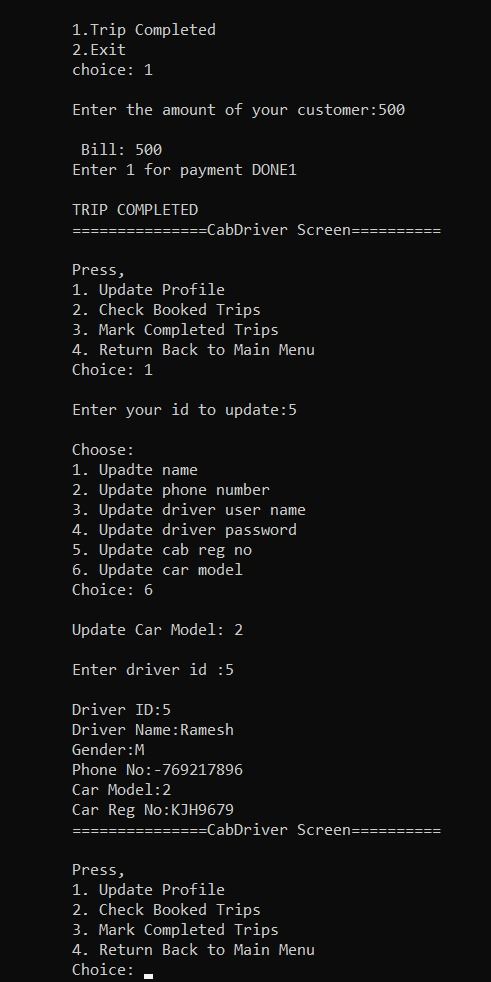 1.Trip Completed
2.Exit
choice: 1
Enter the amount of your customer:500
Bill: 500
Enter 1 for payment DONE1
TRIP COMPLETED
===============CabDriver Screen==========
Press,
1. Update Profile
2. Check Booked Trips
3. Mark Completed Trips
4. Return Back to Main Menu
Choice: 1
Enter your id to update:5
Choose:
1. Upadte name
2. Update phone number
3. Update driver user name
4. Update driver password
5. Update cab reg no
6. Update car model
Choice: 6
Update Car Model: 2
Enter driver id :5
Driver ID:5
Driver Name:Ramesh
Gender:M
Phone No:-769217896
Car Model:2
Car Reg No:KJH9679
===============CabDriver Screen==========
Press,
1. Update Profile
2. Check Booked Trips
3. Mark Completed Trips
4. Return Back to Main Menu
Choice: